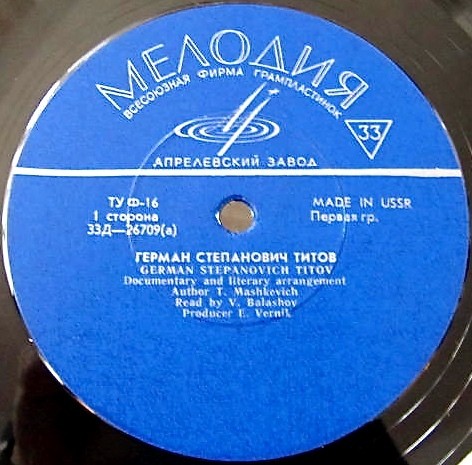 МЕЛОДИЯ
ВСЕСОЮЗНАЯ ФИРМА ГРАМПЛАСТИНОК
33
АПРЕЛЕВСКИЙ ЗАВОД
ТУ Ф-16
MADE IN USSR
1 сторона
Первая гр.
33Д—26709(а)
ГЕРМАН СТЕПАНОВИЧ ТИТОВ
GERMAN STEPANOVICH TITOV
Documentary and literary arrangement
Author T. Mashkevich
Read by V. Balashov
Producer E. Vernik